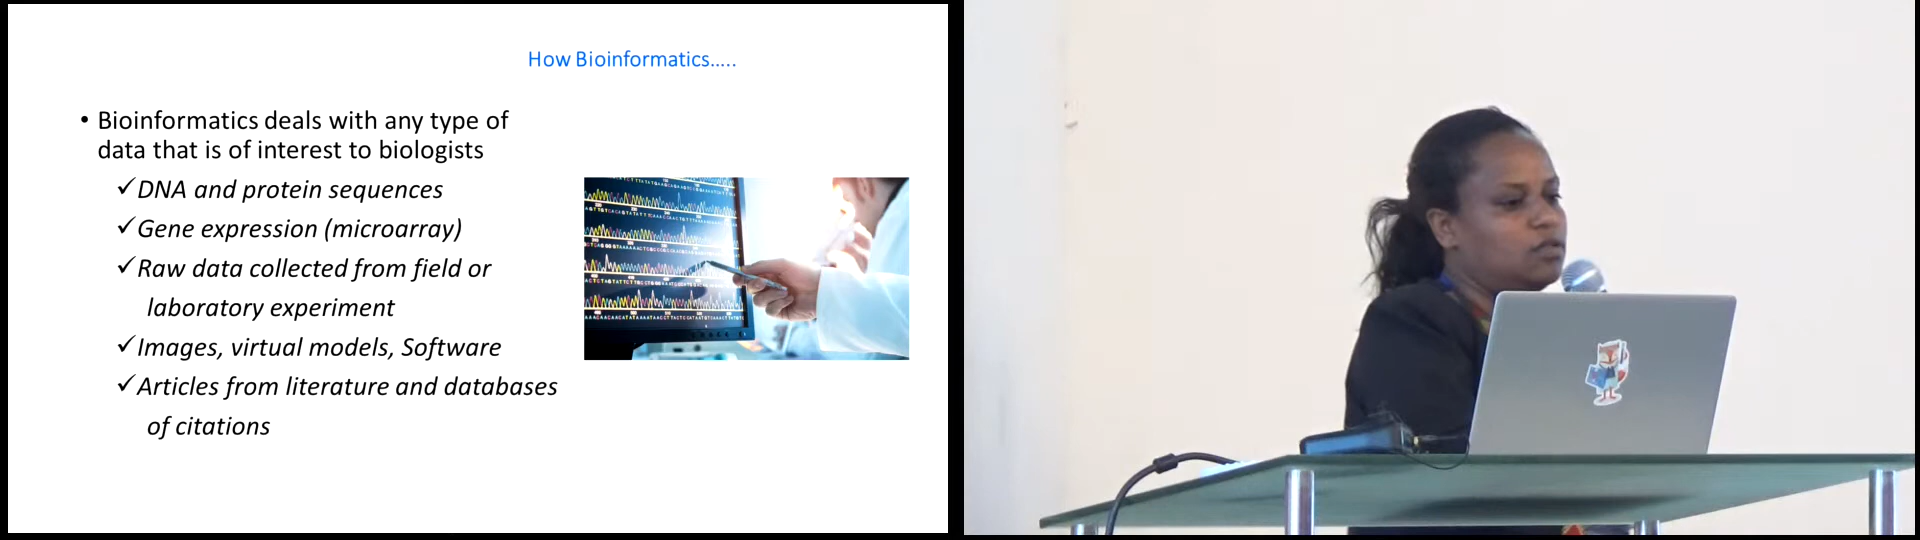 How Bioinformatics.....
• Bioinformatics deals with any type of
data that is of interest to biologists
✓DNA and protein sequences
✓Gene expression (microarray)
✓Raw data collected from field or
laboratory experiment
✓Images, virtual models, Software
✓Articles from literature and databases
of citations